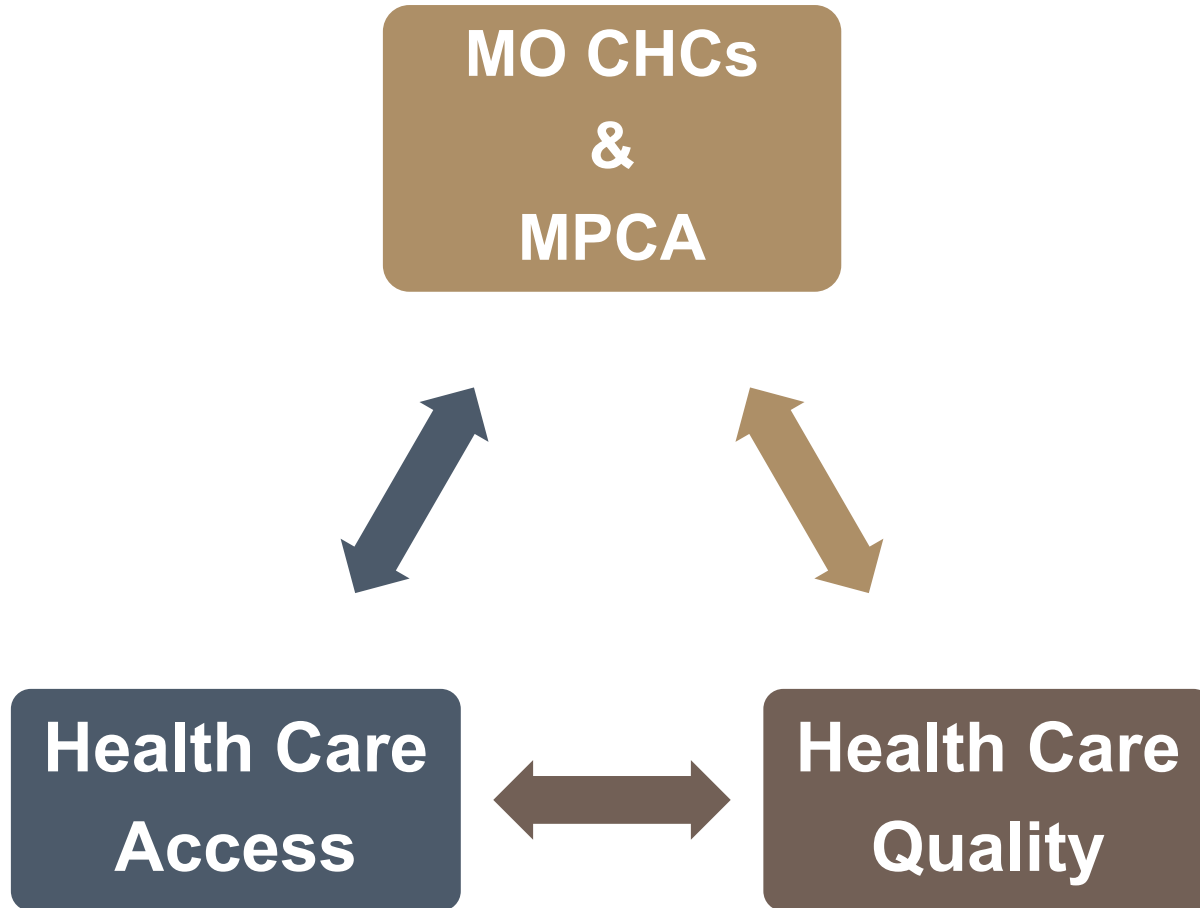 MO CHCs
&
MPCA
Health Care
Access
Health Care
Quality